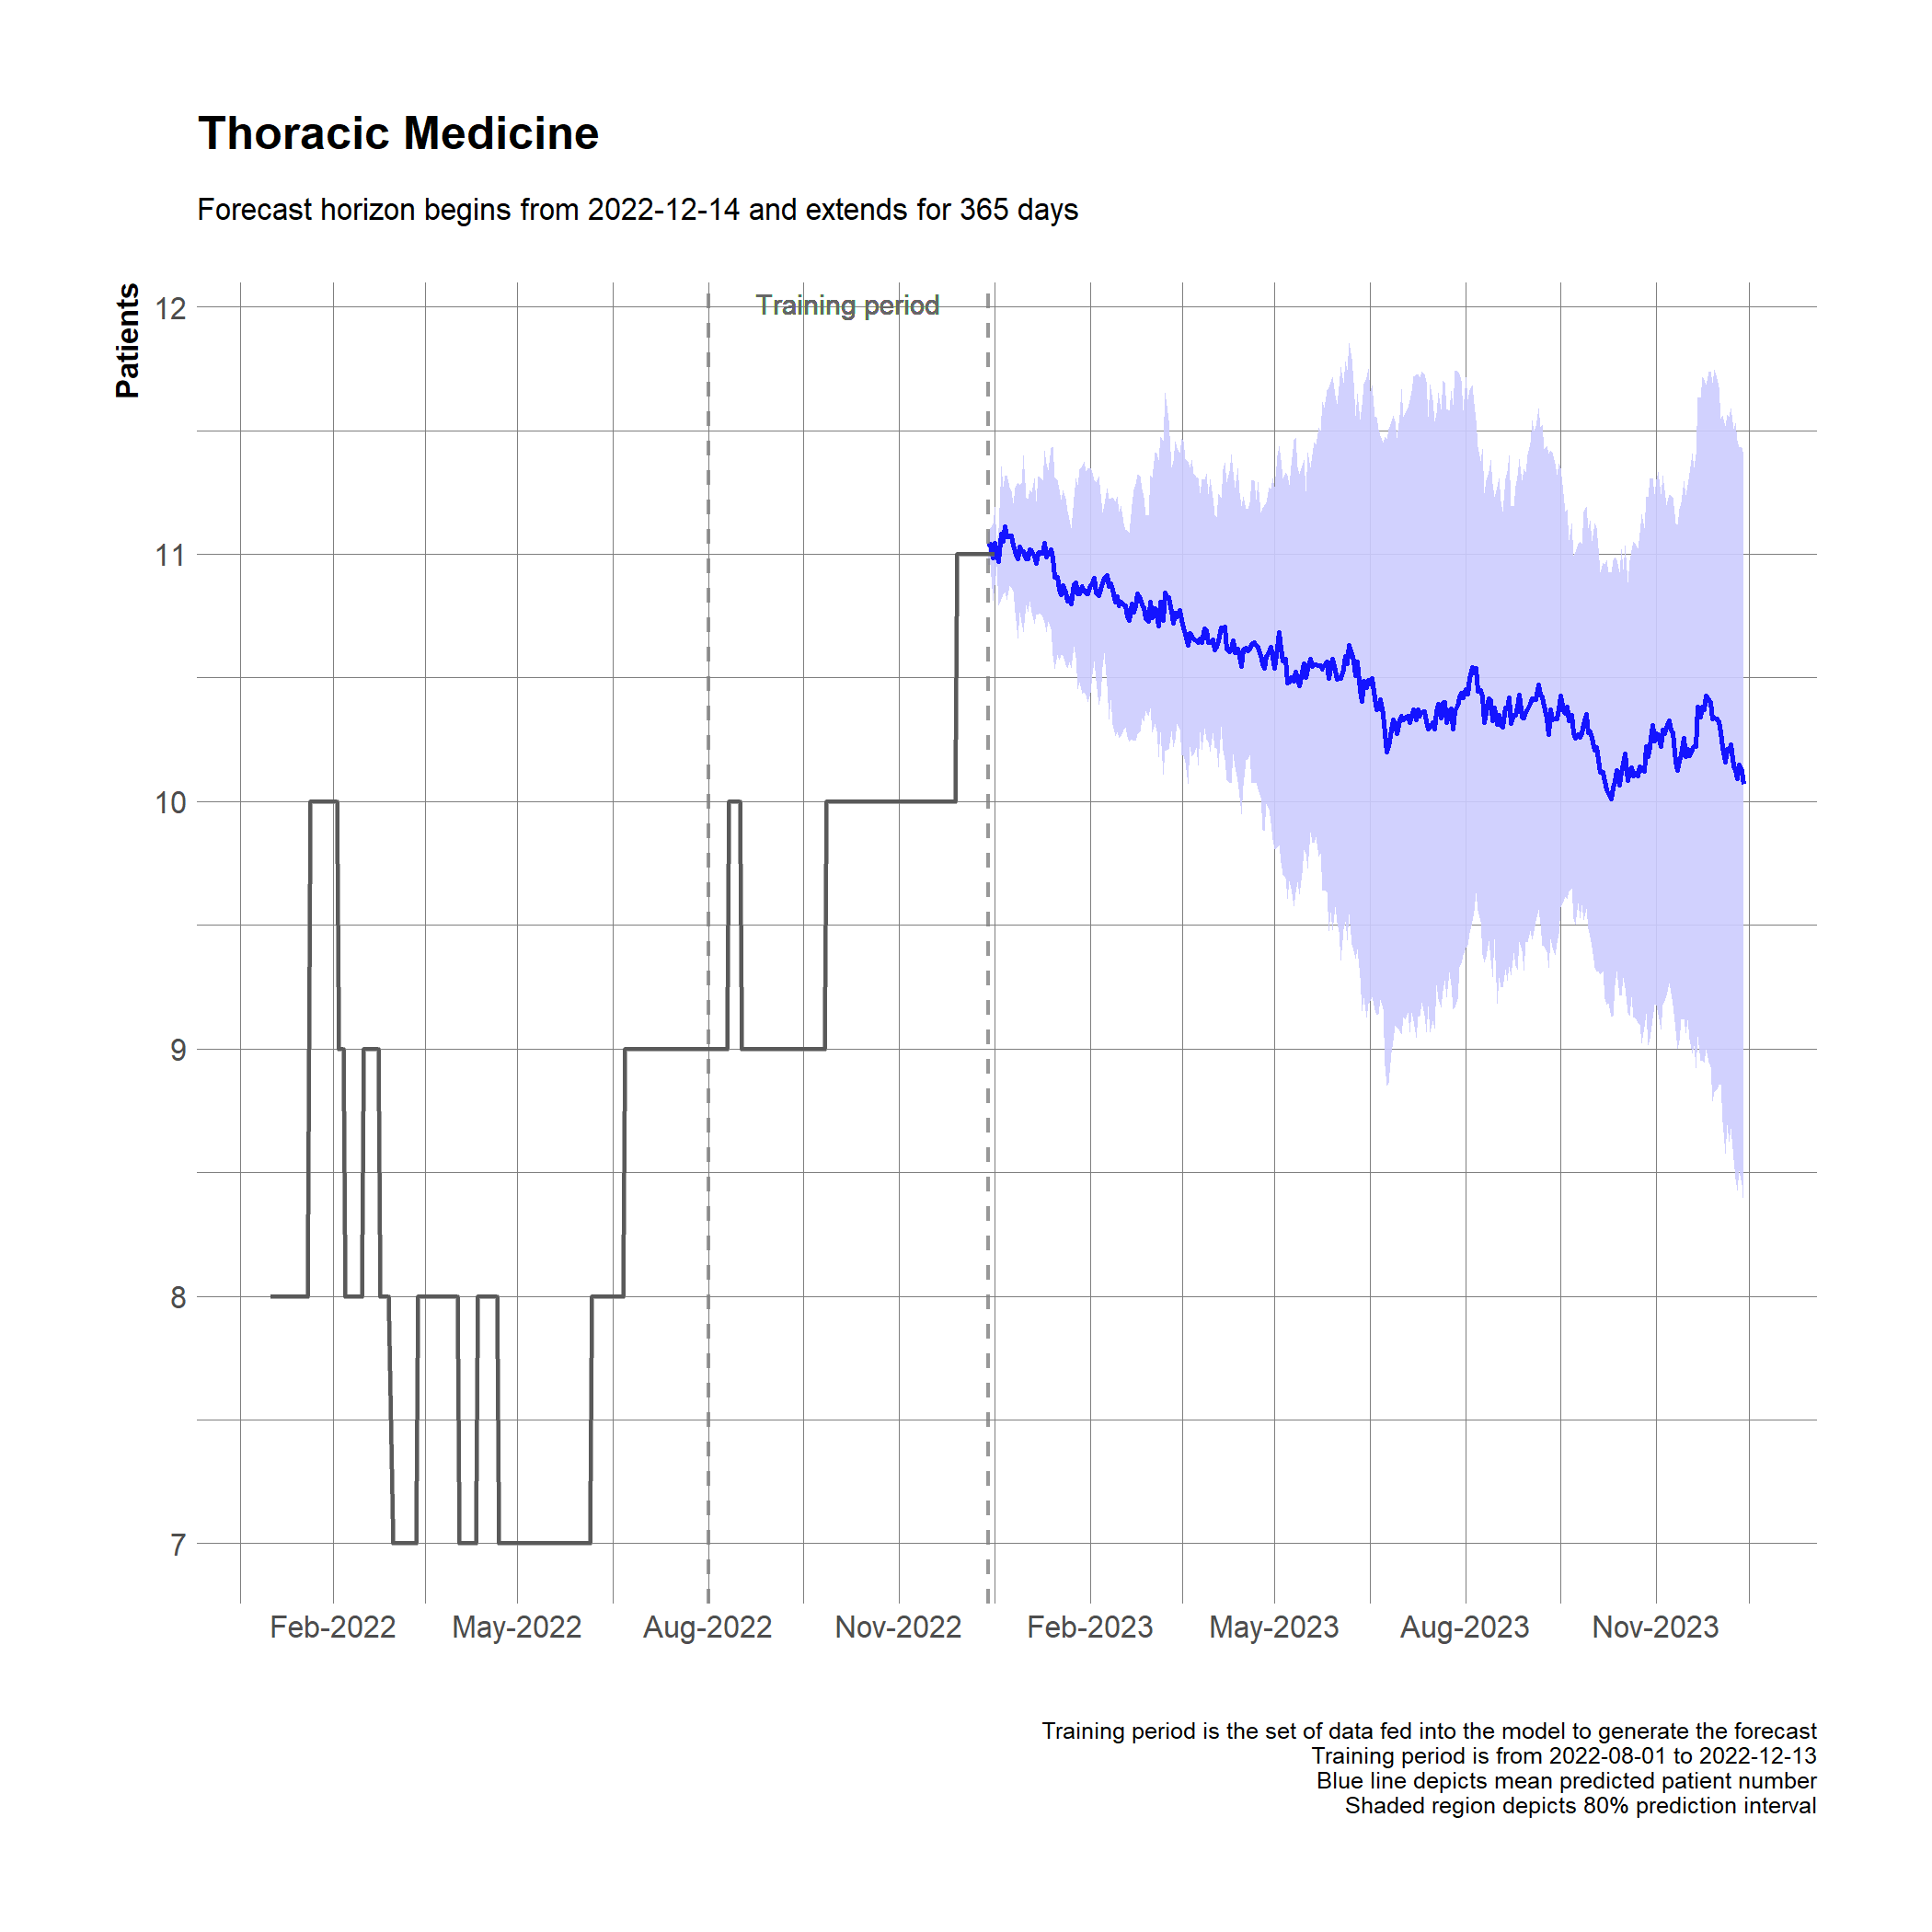 Thoracic Medicine
Forecast horizon begins from 2022-12-14 and extends for 365 days
Patients
Training period
12
11
10
9
8
7
Feb-2022
May-2022
Aug-2022
Nov-2022
Feb-2023
May-2023
Aug-2023
Nov-2023
Training period is the set of data fed into the model to generate the forecast
Training period is from 2022-08-01 to 2022-12-13
Blue line depicts mean predicted patient number
Shaded region depicts 80% prediction interval